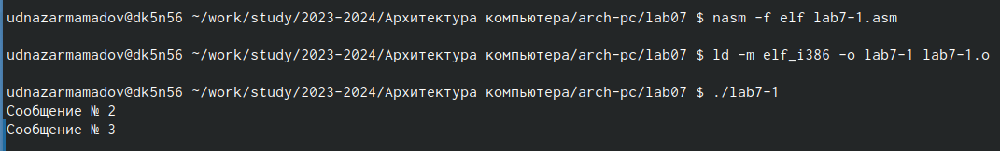 udnazarmamadov@dk5n56 ~/work/study/2023-2024/Архитектура компьютера/arch-pc/lab07 $ nasm -f elf lab7-1.asm
udnazarmamadov@dk5n56 ~/work/study/2023-2024/Архитектура компьютера/arch-pc/lab07 $ ld -m elf_i386 -o lab7-1 lab7-1.o
udnazarmamadov@dk5n56 ~/work/study/2023-2024/Архитектура компьютера/arch-pc/lab07 $ ./lab7-1
Сообщение № 2
Сообщение № 3